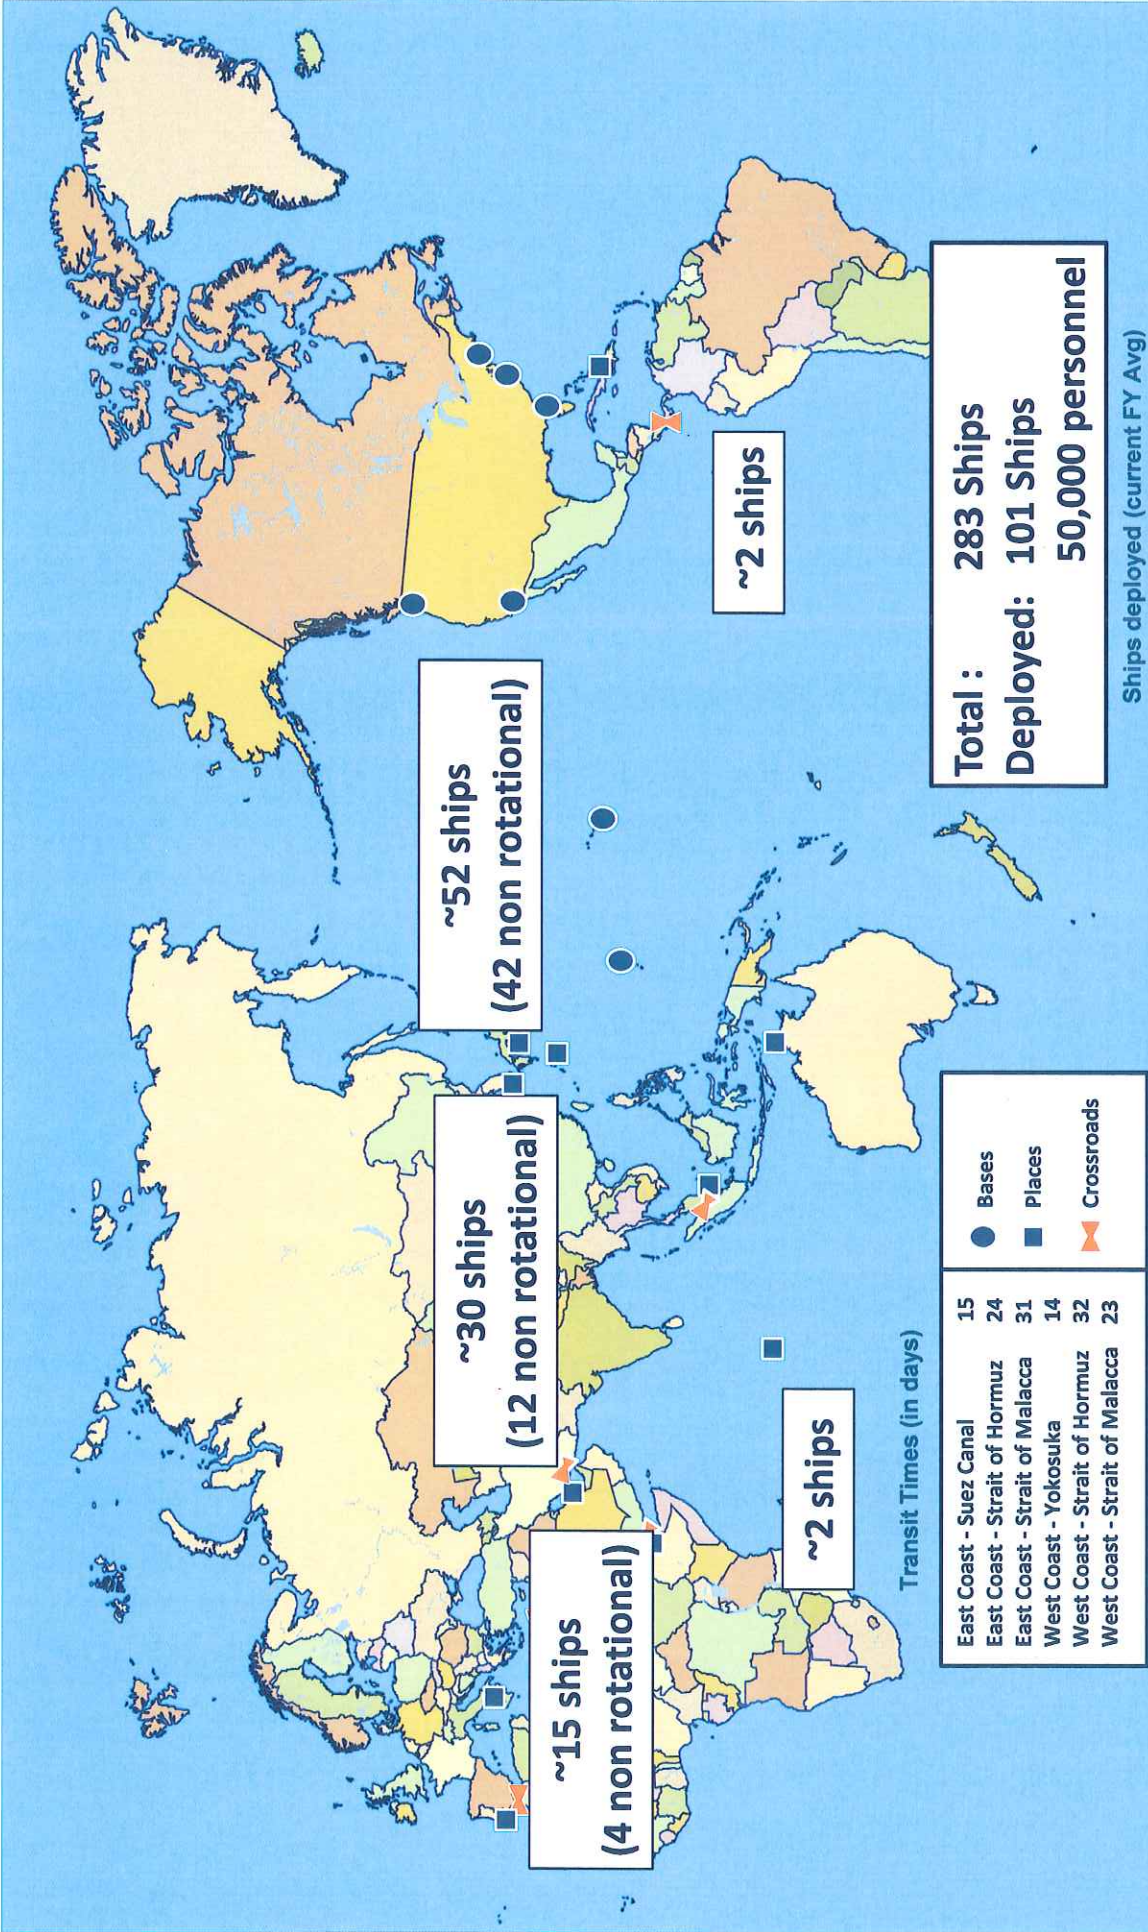 ~52 ships
(42 non rotational)
~30 ships
(12 non rotational)
~15 ships
(4 non rotational)
~2 ships
~2 ships
Total : 283 Ships
Deployed: 101 Ships
50,000 personnel
Ships deployed (current FY Avg)
Transit Times (in days)
East Coast - Suez Canal 15
East Coast - Strait of Hormuz 24
East Coast - Strait of Malacca 31
West Coast - Yokosuka 14
West Coast - Strait of Hormuz 32
West Coast - Strait of Malacca 23
Bases
Places
Crossroads